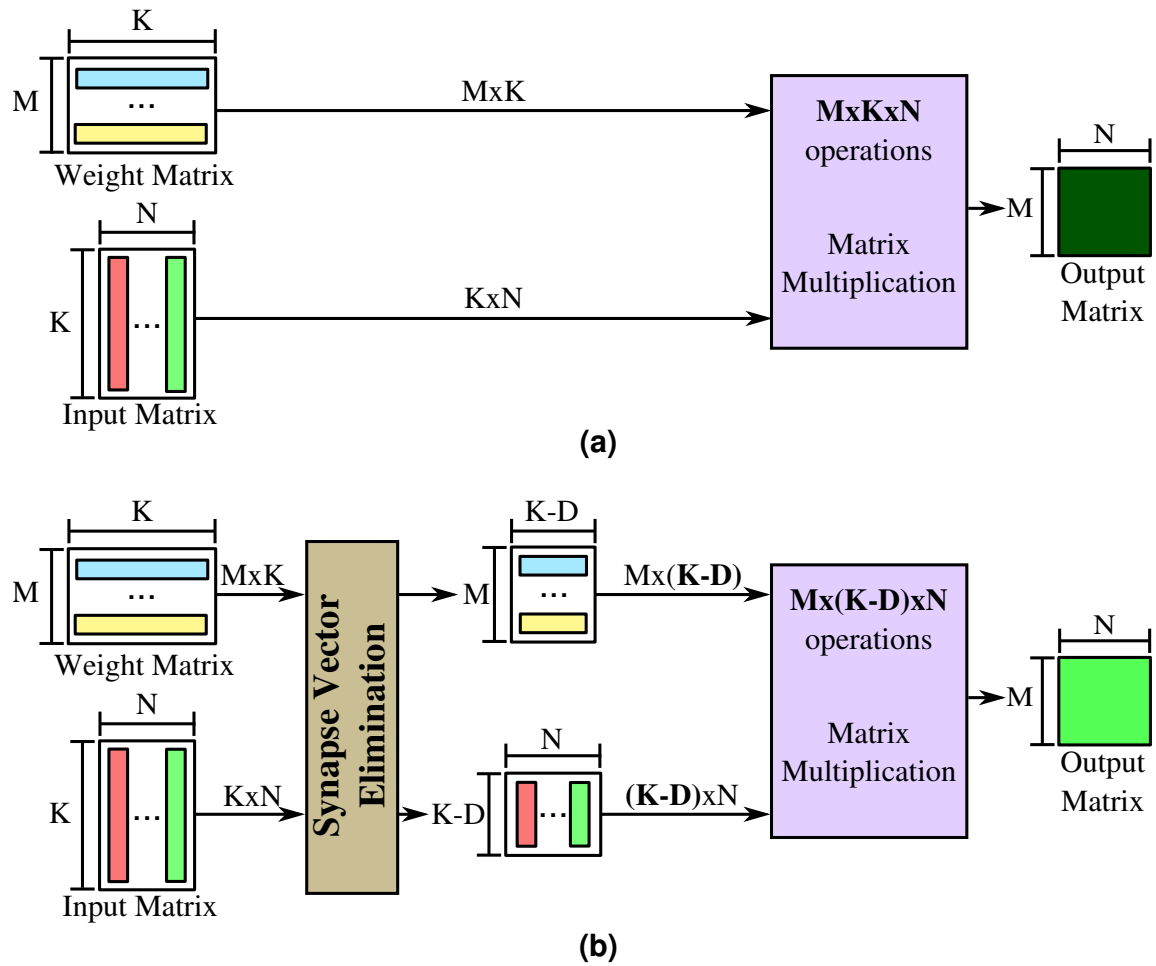 K
M
...
Weight Matrix
MxK
N
K
...
Input Matrix
KxN
MxKxN
operations
Matrix
Multiplication
N
M
Output
Matrix
(a)
K
M
...
Weight Matrix
MxK
N
K
...
Input Matrix
KxN
Synapse Vector
Elimination
K-D
M
...
Mx(K-D)
N
K-D
...
(K-D)xN
Mx(K-D)xN
operations
Matrix
Multiplication
N
M
Output
Matrix
(b)